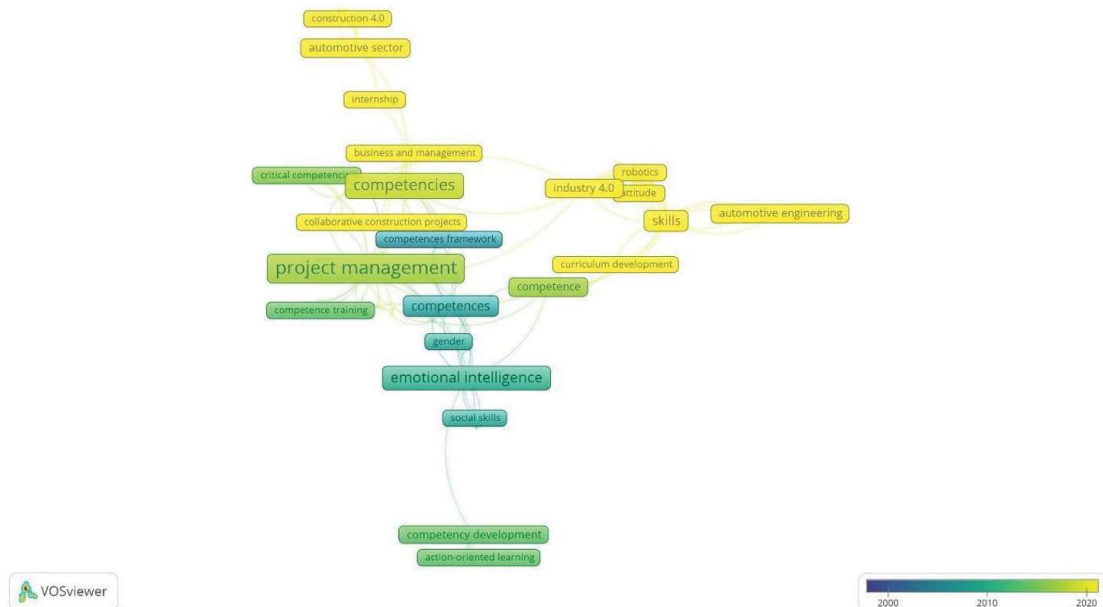 construction 4.0
automotive sector
internship
business and management
critical
competencies
robotics
industry 4.0
attitude
collaborative construction projects
skills
automotive engineering
competences framework
project management
curriculum development
competence
competences
competence training
gender
emotional intelligence
social skills
competency development
action-oriented learning
VOSviewer
2000
2010
2020